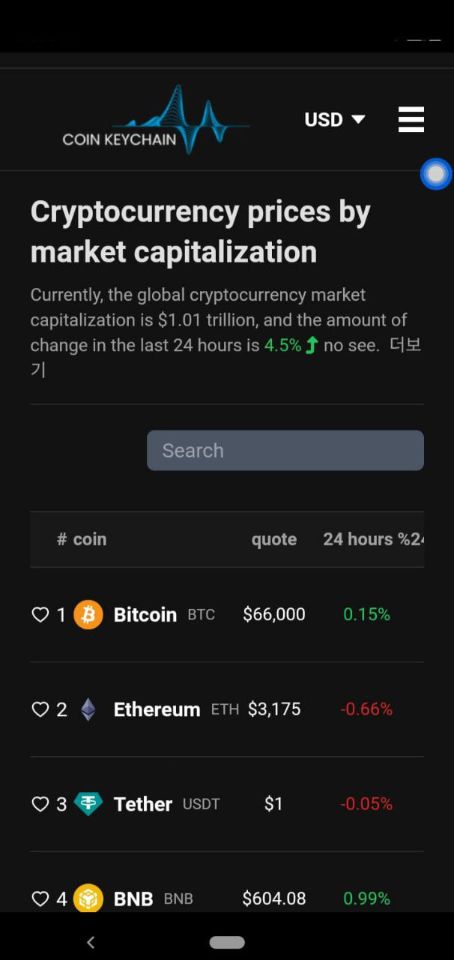 COIN KEYCHAIN
USD
Cryptocurrency prices by
market capitalization
Currently, the global cryptocurrency market
capitalization is $1.01 trillion, and the amount of
change in the last 24 hours is 4.5% no see. 더보
기
Search
# coin quote 24 hours %24
1 Bitcoin BTC $66,000 0.15%
2 Ethereum ETH $3,175 -0.66%
3 Tether USDT $1 -0.05%
4 BNB BNB $604.08 0.99%